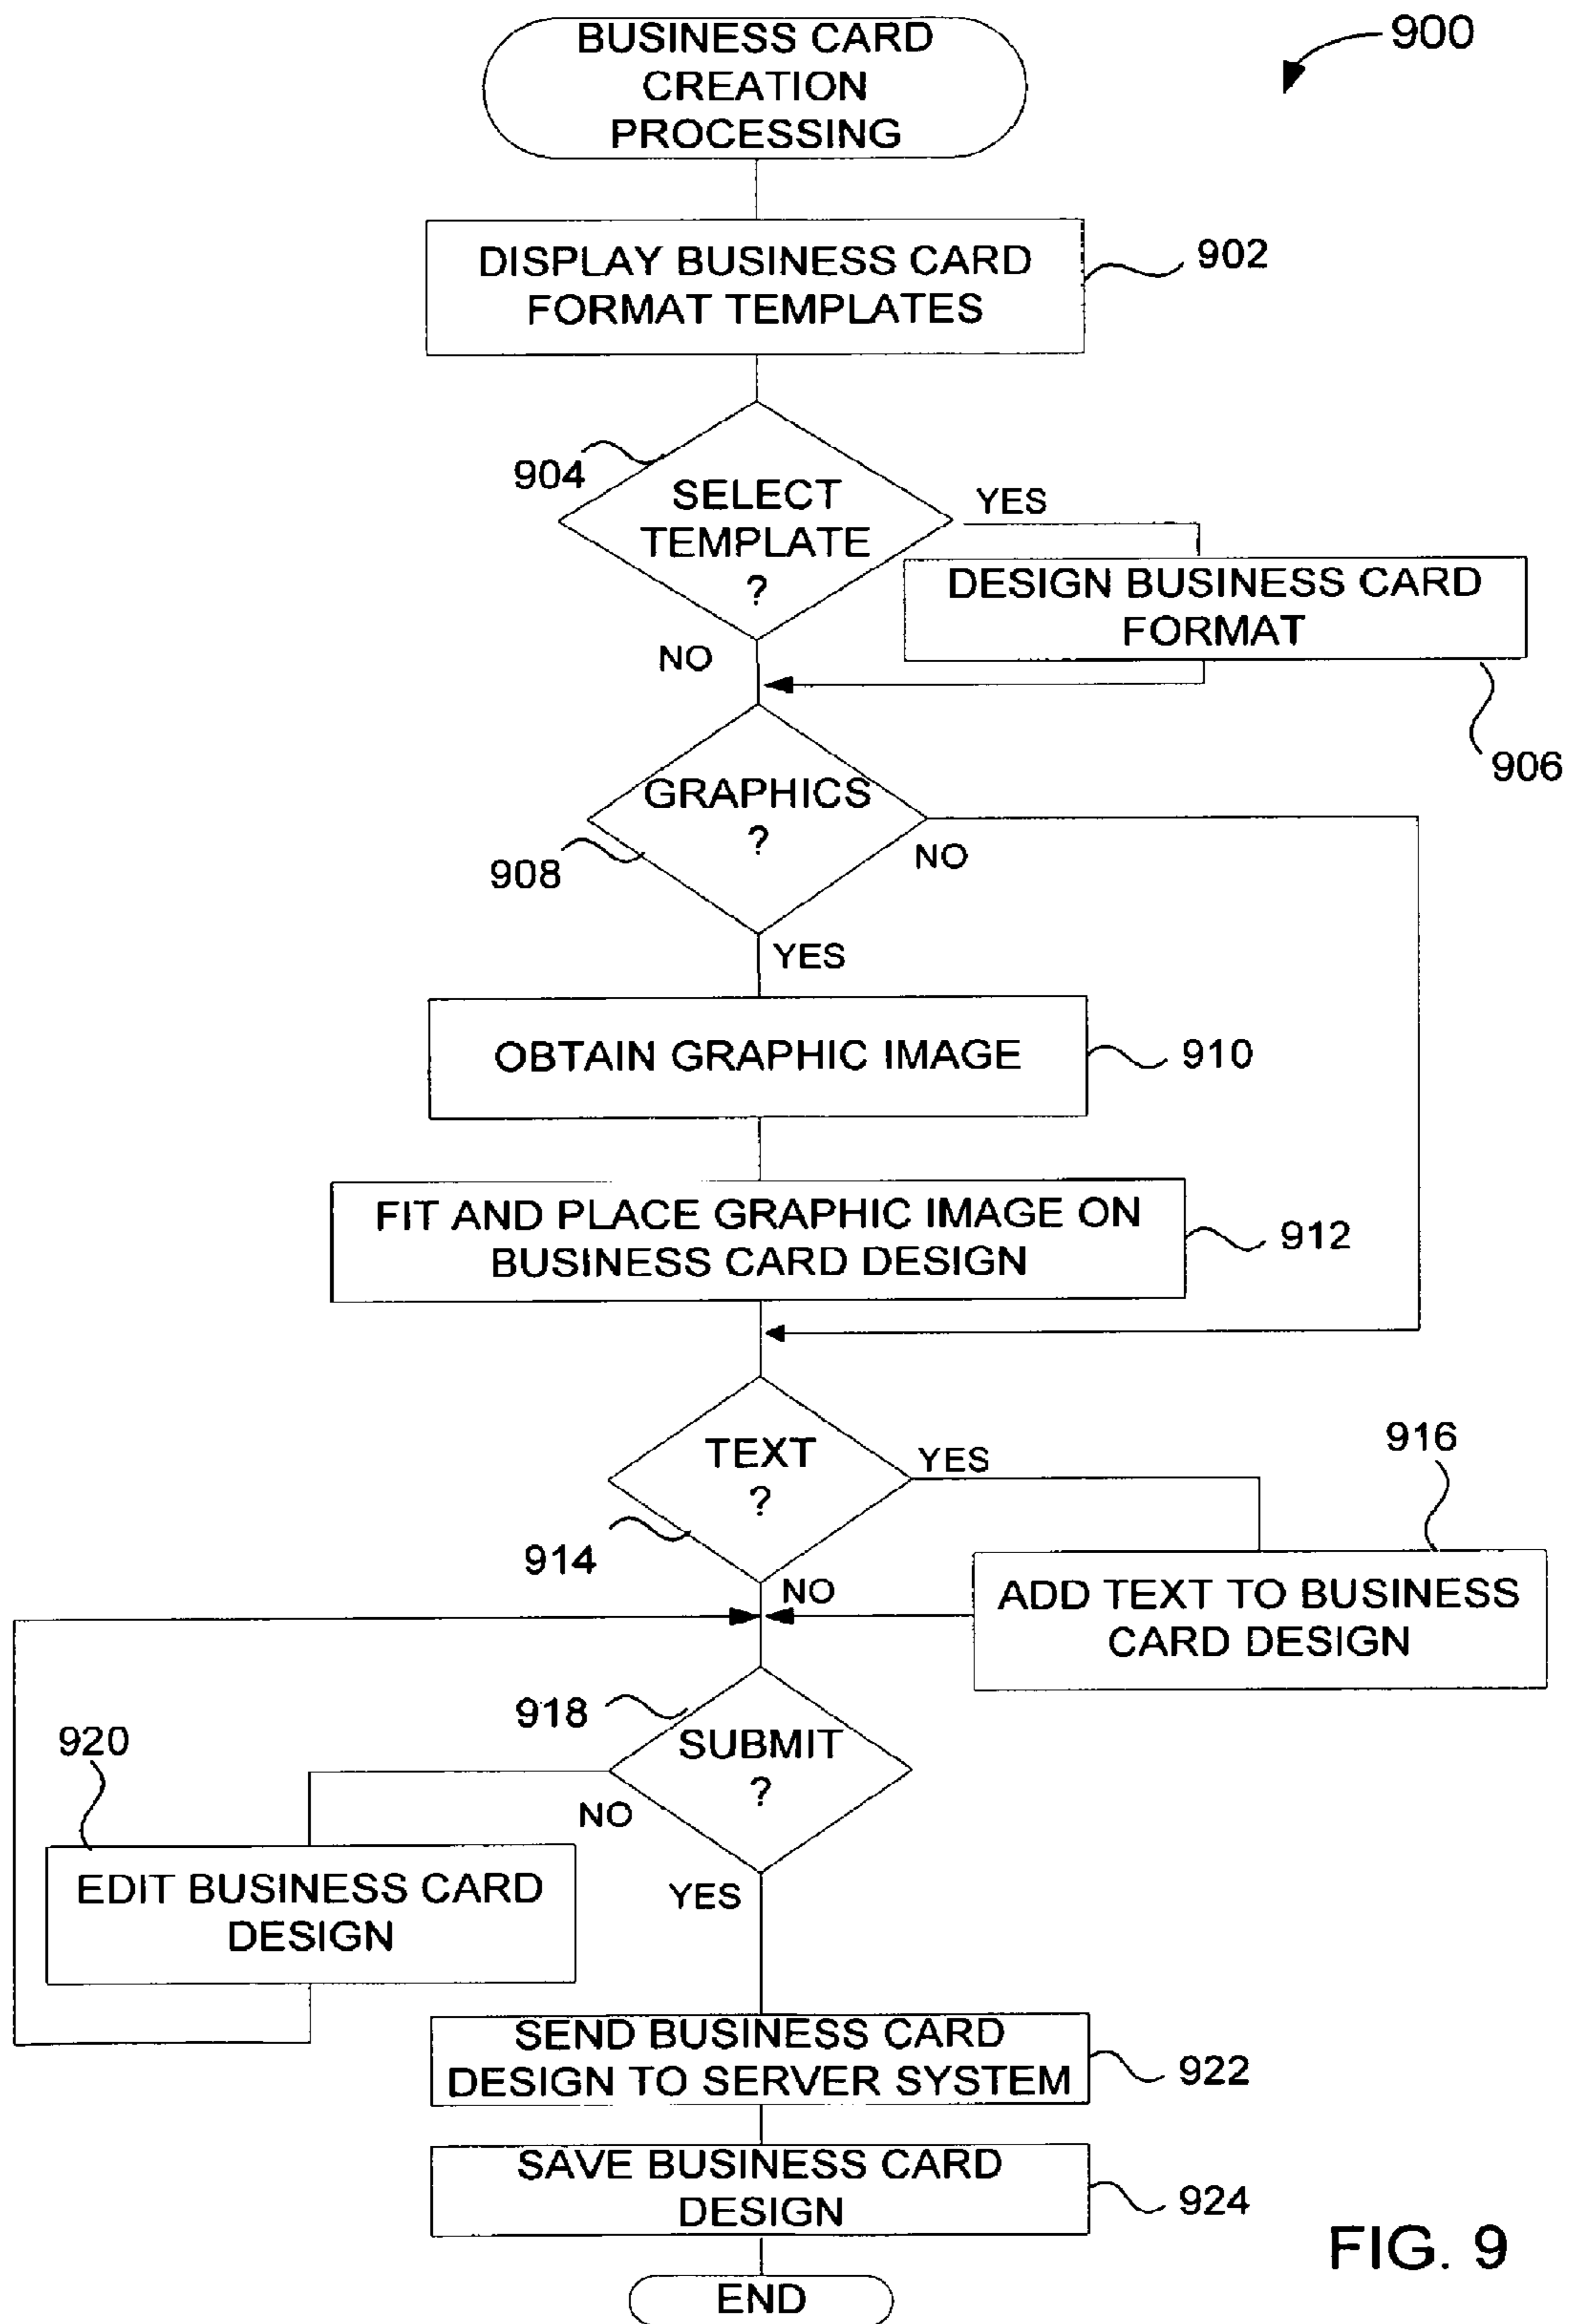 BUSINESS CARD
CREATION
PROCESSING
900
DISPLAY BUSINESS CARD
FORMAT TEMPLATES
902
904
SELECT
TEMPLATE
?
YES
DESIGN BUSINESS CARD
FORMAT
NO
906
GRAPHICS
?
908
NO
YES
OBTAIN GRAPHIC IMAGE
910
FIT AND PLACE GRAPHIC IMAGE ON
BUSINESS CARD DESIGN
912
TEXT
?
YES
916
914
NO
ADD TEXT TO BUSINESS
CARD DESIGN
918
SUBMIT
?
920
NO
EDIT BUSINESS CARD
DESIGN
YES
SEND BUSINESS CARD
DESIGN TO SERVER SYSTEM
922
SAVE BUSINESS CARD
DESIGN
924
END
FIG. 9